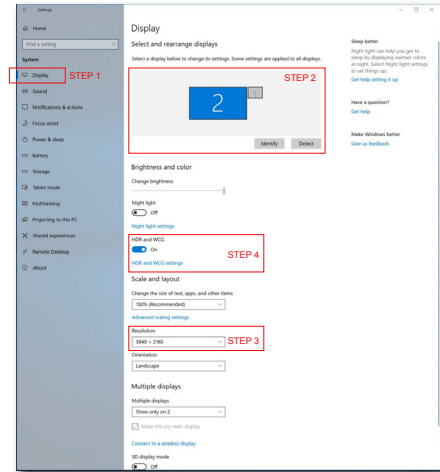 Settings
Home
Find a setting
System
Display
STEP 1
Sound
Notifications & actions
Focus assist
Power & sleep
Battery
Storage
Tablet mode
Multitasking
Projecting to this PC
Shared experiences
Remote Desktop
About
Display
Select and rearrange displays
Select a display below to change its settings. Some settings are applied to all displays.
STEP 2
2
1
Identify
Detect
Brightness and color
Change brightness
Night light
Off
Night light settings
HDR and WCG
On
STEP 4
HDR and WCG settings
Scale and layout
Change the size of text, apps, and other items
150% (Recommended)
Advanced scaling settings
Resolution
3840 × 2160
STEP 3
Orientation
Landscape
Multiple displays
Multiple displays
Show only on 2
Make this my main display
Connect to a wireless display
3D display mode
Off
Sleep better
Night light can help you get to
sleep by displaying warmer colors
at night. Select Night light settings
to set things up.
Get help setting it up
Have a question?
Get help
Make Windows better
Give us feedback